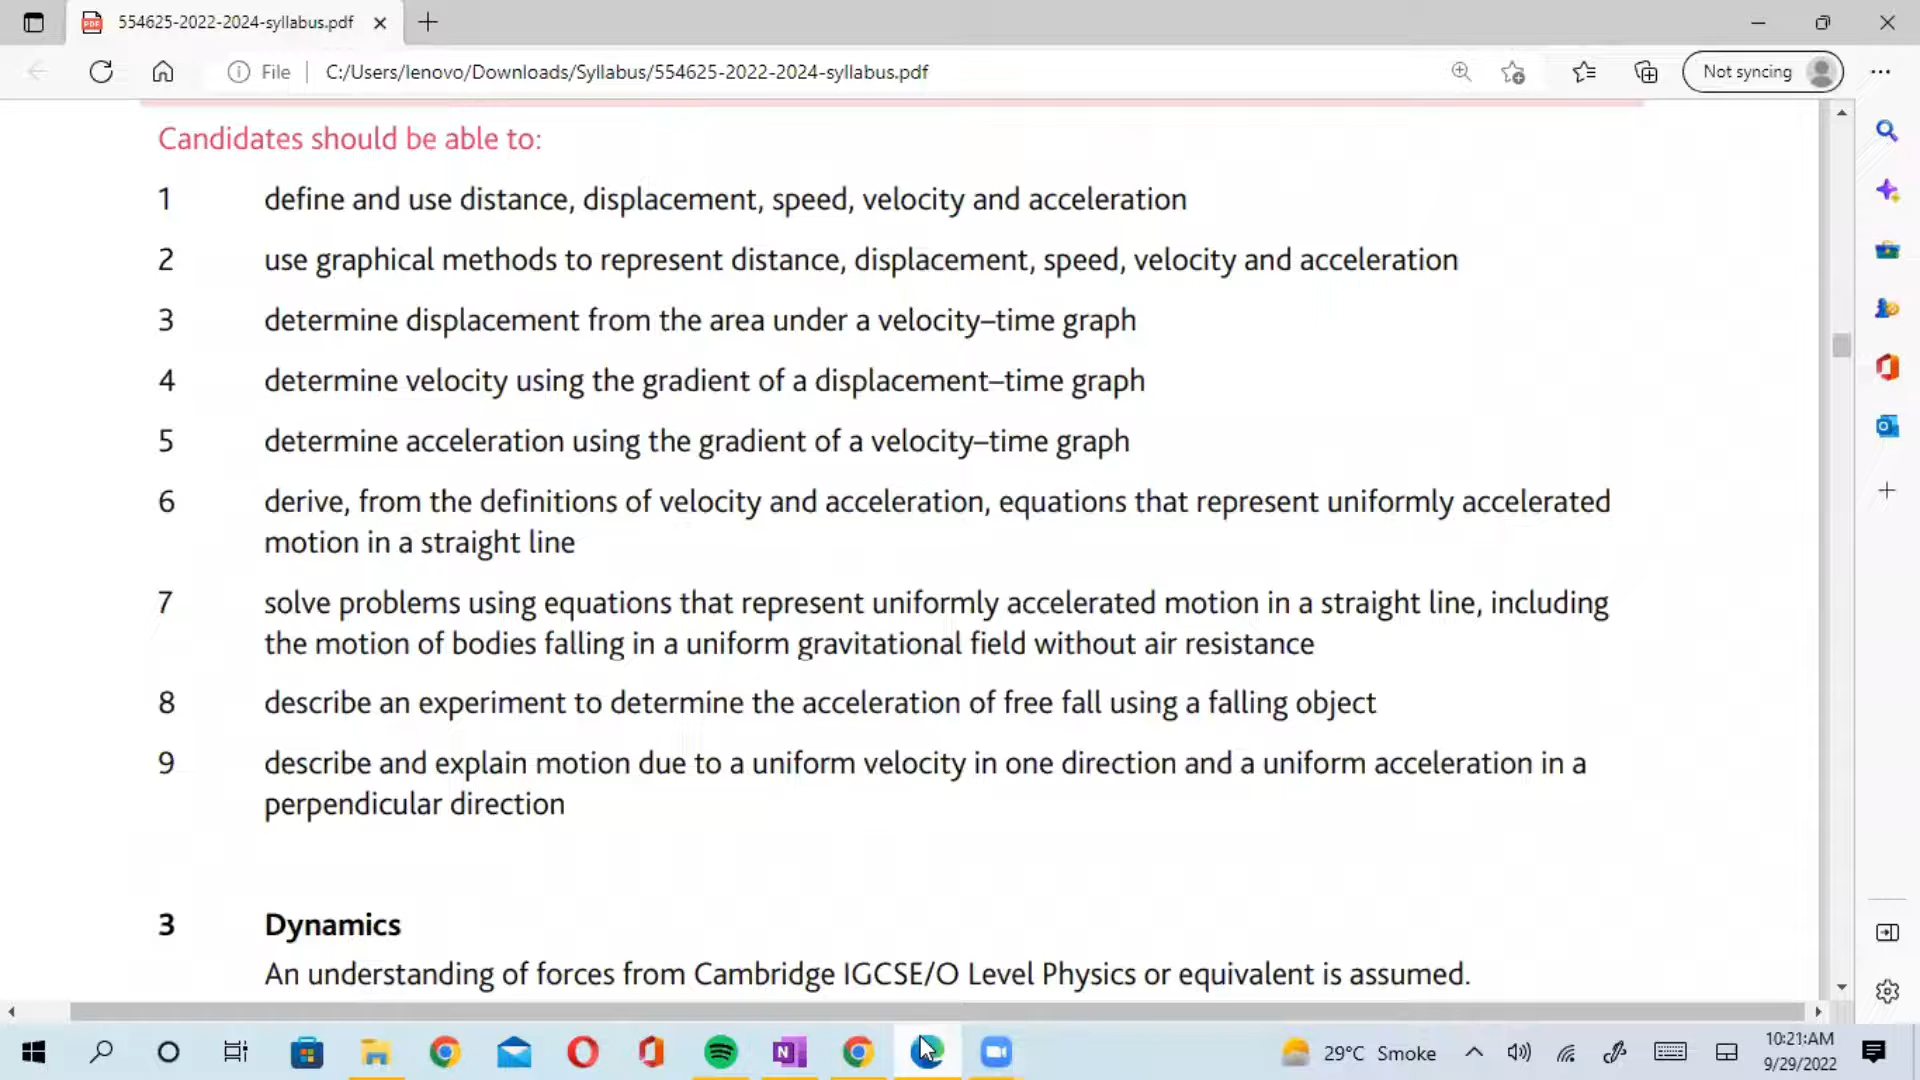 554625-2022-2024-syllabus.pdf
File
C:/Users/lenovo/Downloads/Syllabus/554625-2022-2024-syllabus.pdf
Not syncing
Candidates should be able to:
1 define and use distance, displacement, speed, velocity and acceleration
2 use graphical methods to represent distance, displacement, speed, velocity and acceleration
3 determine displacement from the area under a velocity–time graph
4 determine velocity using the gradient of a displacement–time graph
5 determine acceleration using the gradient of a velocity–time graph
6 derive, from the definitions of velocity and acceleration, equations that represent uniformly accelerated
motion in a straight line
7 solve problems using equations that represent uniformly accelerated motion in a straight line, including
the motion of bodies falling in a uniform gravitational field without air resistance
8 describe an experiment to determine the acceleration of free fall using a falling object
9 describe and explain motion due to a uniform velocity in one direction and a uniform acceleration in a
perpendicular direction
3 Dynamics
An understanding of forces from Cambridge IGCSE/O Level Physics or equivalent is assumed.
29°C Smoke
10:21:AM
9/29/2022